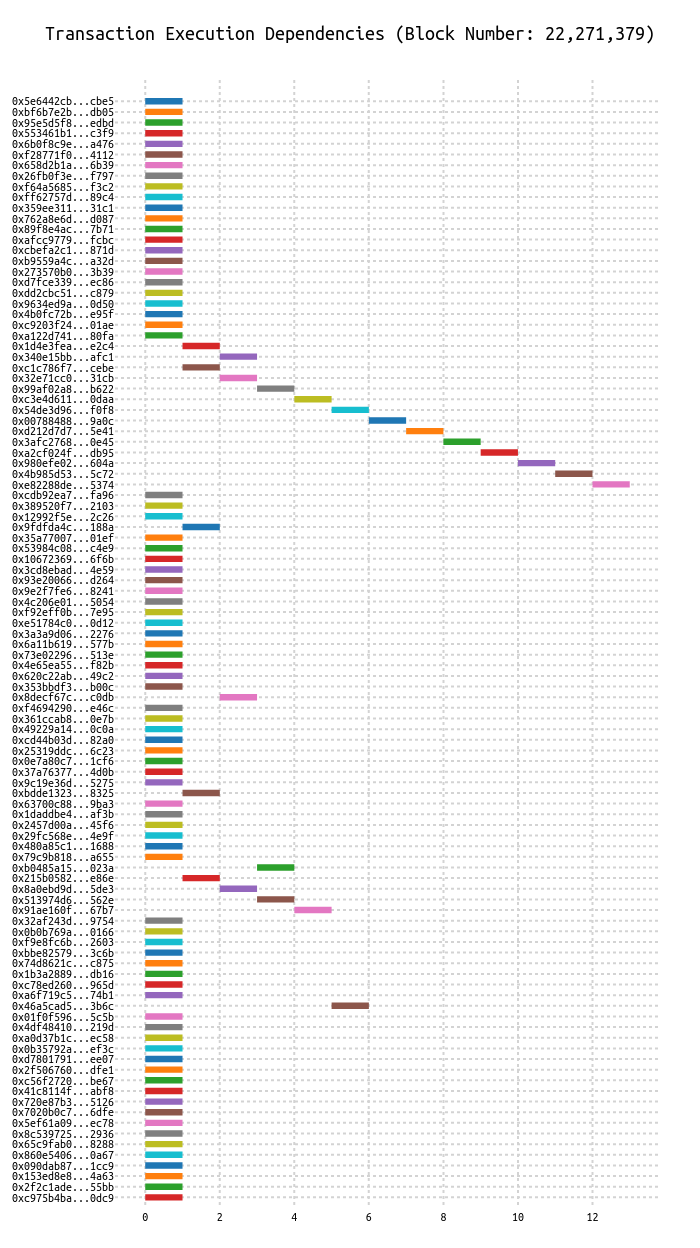 Transaction Execution Dependencies (Block Number: 22,271,379)
0x5e6442cb...cbe5
0xbf6b7e2b...db05
0x95e5d5f8...edbd
0x553461b1...c3f9
0x6b0f8c9e...a476
0xf28771f0...4112
0x658d2b1a...6b39
0x26fb0f3e...f797
0xf64a5685...f3c2
0xff62757d...89c4
0x359ee311...31c1
0x762a8e6d...d087
0x89f8e4ac...7b71
0xafcc9779...fcbc
0xcbefa2c1...871d
0xb9559a4c...a32d
0x273570b0...3b39
0xd7fce339...ec86
0xdd2cbc51...c879
0x9634ed9a...0d50
0x4b0fc72b...e95f
0xc9203f24...01ae
0xa122d741...80fa
0x1d4e3fea...e2c4
0x340e15bb...afc1
0xc1c786f7...cebe
0x32e71cc0...31cb
0x99af02a8...b622
0xc3e4d611...0daa
0x54de3d96...f0f8
0x00788488...9a0c
0xd212d7d7...5e41
0x3afc2768...0e45
0xa2cf024f...db95
0x980efe02...604a
0x4b985d53...5c72
0xe82288de...5374
0xcdb92ea7...fa96
0x389520f7...2103
0x12992f5e...2c26
0x9fdfda4c...188a
0x35a77007...01ef
0x53984c08...c4e9
0x10672369...6f6b
0x3cd8ebad...4e59
0x93e20066...d264
0x9e2f7fe6...8241
0x4c206e01...5054
0xf92eff0b...7e95
0xe51784c0...0d12
0x3a3a9d06...2276
0x6a11b619...577b
0x73e02296...513e
0x4e65ea55...f82b
0x620c22ab...49c2
0x353bbdf3...b00c
0x8decf67c...c0db
0xf4694290...e46c
0x361ccab8...0e7b
0x49229a14...0c0a
0xcd44b03d...82a0
0x25319ddc...6c23
0x0e7a80c7...1cf6
0x37a76377...4d0b
0x9c19e36d...5275
0xbdde1323...8325
0x63700c88...9ba3
0x1daddbe4...af3b
0x2457d00a...45f6
0x29fc568e...4e9f
0x480a85c1...1688
0x79c9b818...a655
0xb0485a15...023a
0x215b0582...e86e
0x8a0ebd9d...5de3
0x513974d6...562e
0x91ae160f...67b7
0x32af243d...9754
0x0b0b769a...0166
0xf9e8fc6b...2603
0xbbe82579...3c6b
0x74d8621c...c875
0x1b3a2889...db16
0xc78ed260...965d
0xa6f719c5...74b1
0x46a5cad5...3b6c
0x01f0f596...5c5b
0x4df48410...219d
0xa0d37b1c...ec58
0x0b35792a...ef3c
0xd7801791...ee07
0x2f506760...dfe1
0xc56f2720...be67
0x41c8114f...abf8
0x720e87b3...5126
0x7020b0c7...6dfe
0x5ef61a09...ec78
0x8c539725...2936
0x65c9fab0...8288
0x860e5406...0a67
0x090dab87...1cc9
0x153ed8e8...4a63
0x2f2c1ade...55bb
0xc975b4ba...0dc9
0 2 4 6 8 10 12